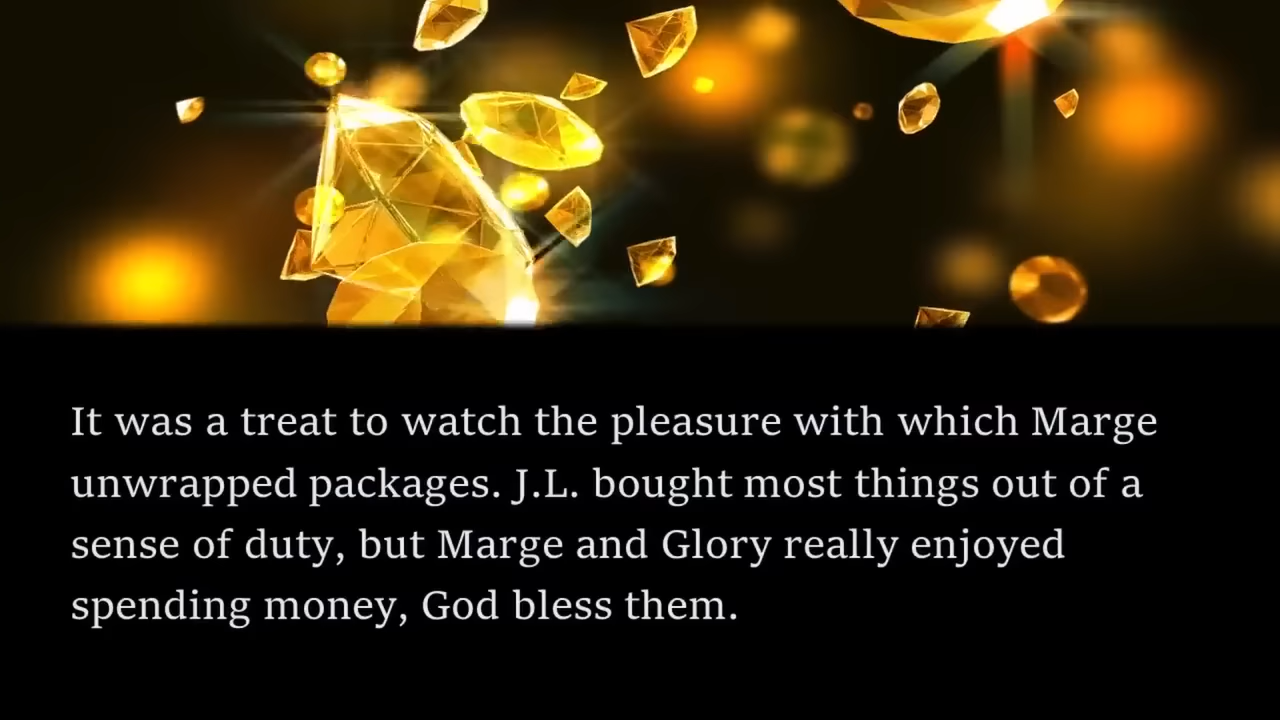 It was a treat to watch the pleasure with which Marge
unwrapped packages. J.L. bought most things out of a
sense of duty, but Marge and Glory really enjoyed
spending money, God bless them.